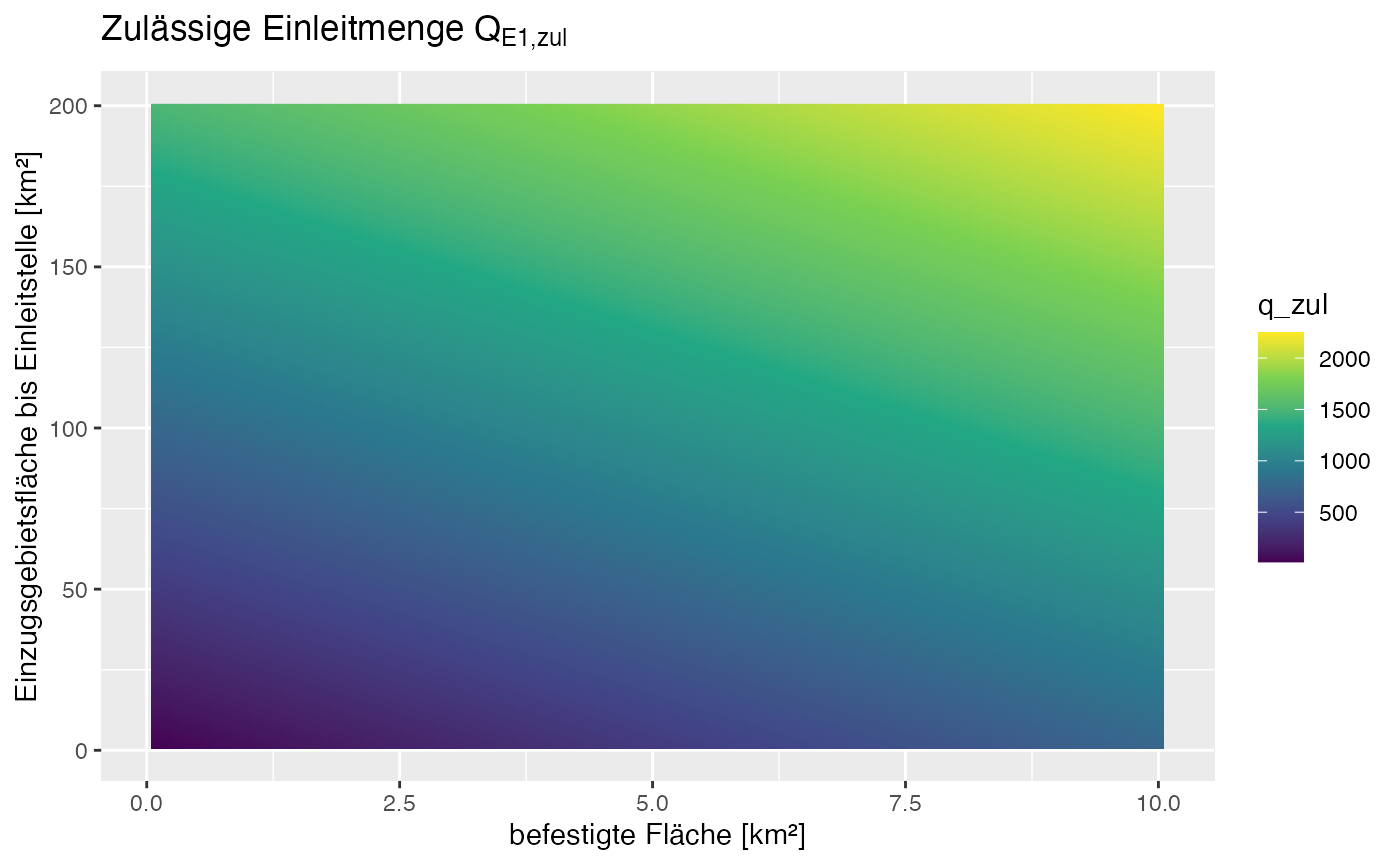 Zulässige Einleitmenge Q_E1,zul
Einzugsgebietsfläche bis Einleitstelle [km²]
200
150
100
50
0
0.0 2.5 5.0 7.5 10.0
befestigte Fläche [km²]
q_zul
2000
1500
1000
500